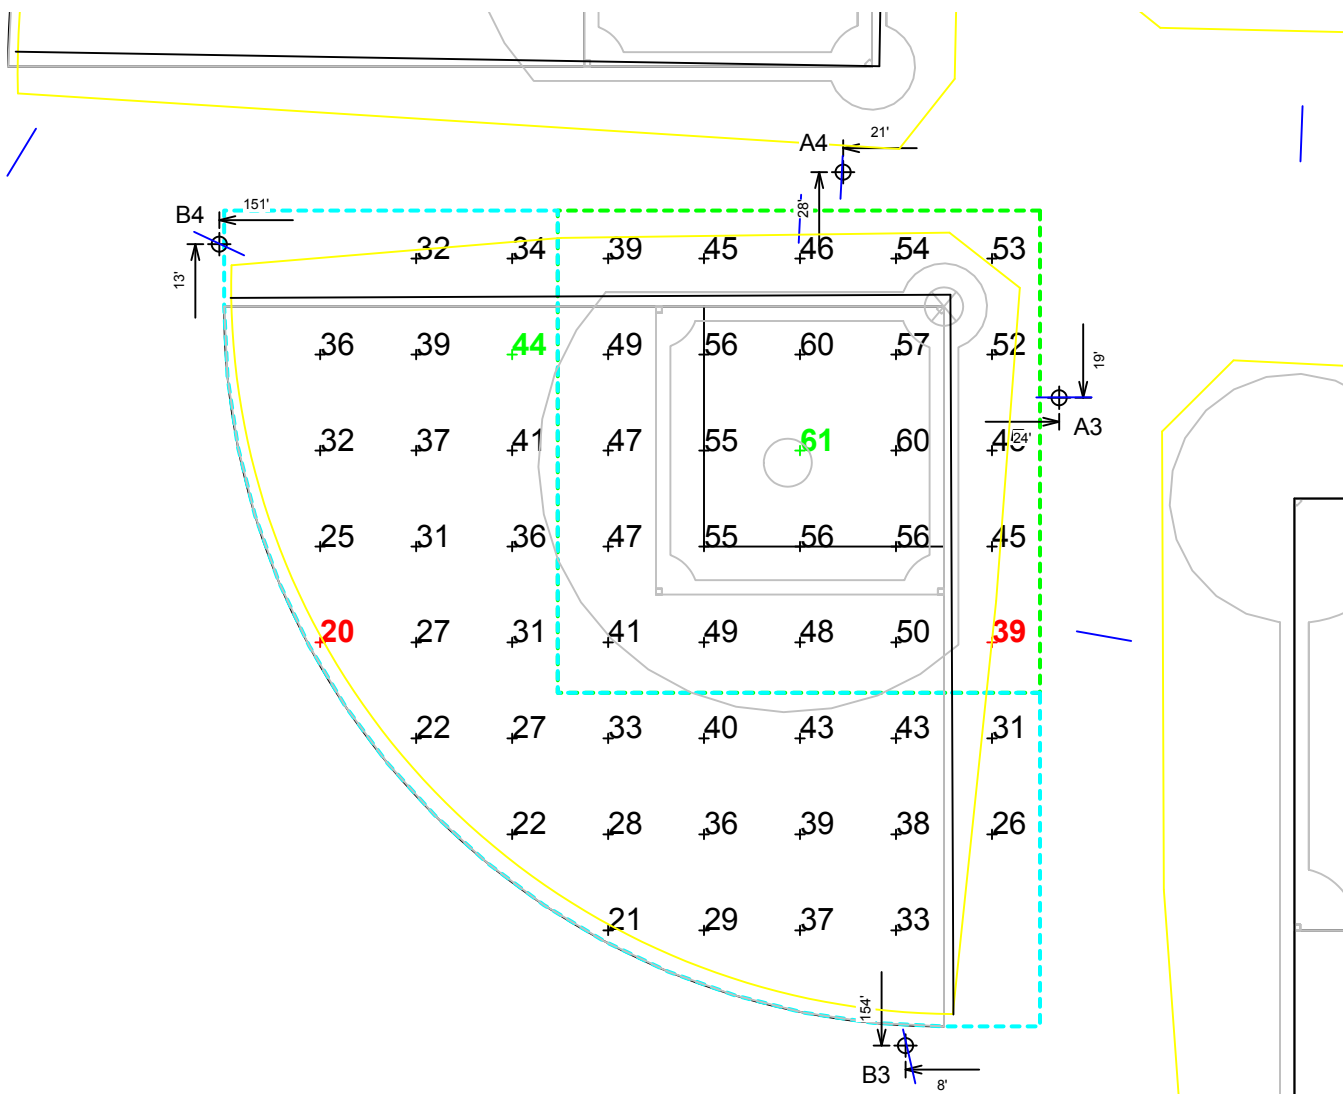 A4 21'
B4 151' 28'
13'
32 34 39 45 46 54 53
36 39 44 49 56 60 57 52
19'
A3
24'
32 37 41 47 55 61 60
25 31 36 47 55 56 56 45
20 27 31 41 49 48 50 39
22 27 33 40 43 43 31
22 28 36 39 38 26
21 29 37 33
154'
B3 8'